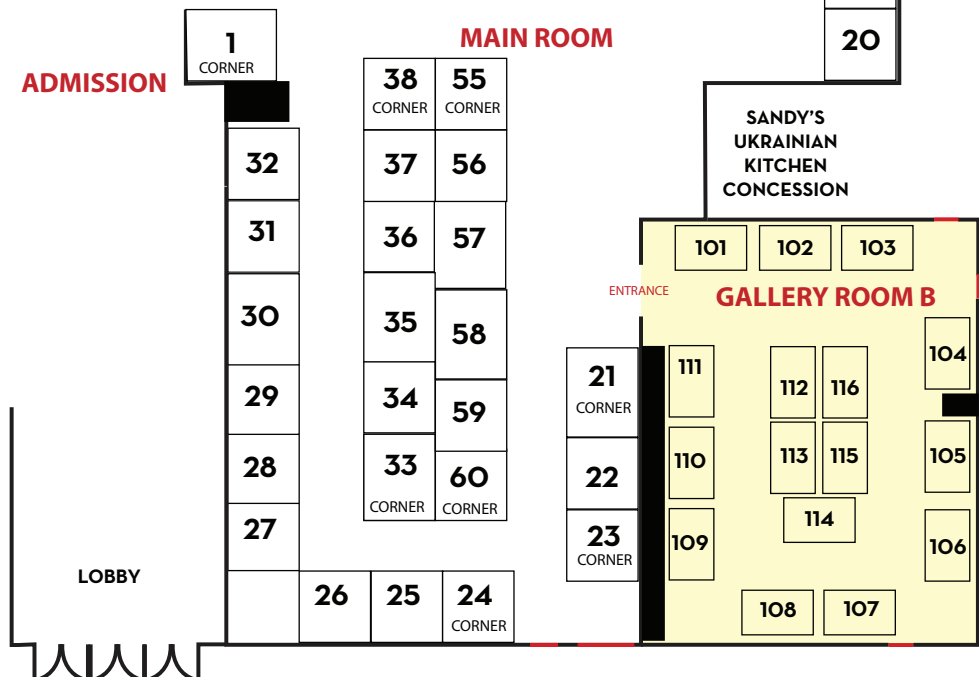 1
CORNER
ADMISSION
MAIN ROOM
20
38
CORNER
55
CORNER
SANDY'S
UKRAINIAN
KITCHEN
CONCESSION
32
37
56
31
36
57
101
102
103
ENTRANCE
GALLERY ROOM B
30
35
58
104
29
34
59
21
CORNER
111
112
116
28
33
CORNER
60
CORNER
22
110
113
115
105
27
23
CORNER
109
114
106
LOBBY
26
25
24
CORNER
108
107